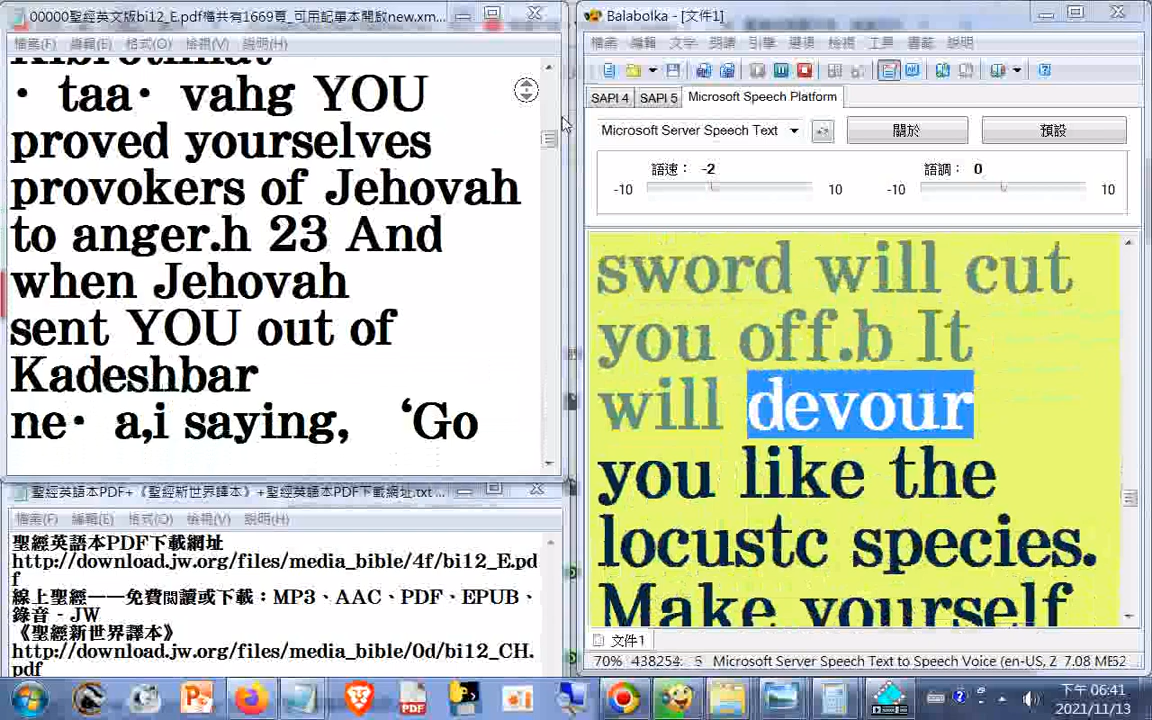 00000聖經英文版bi12_E.pdf檔共有1669頁_可用記事本開啟new.xm...
檔案(F) 編輯(E) 格式(O) 檢視(V) 說明(H)
· taa· vahg YOU
proved yourselves
provokers of Jehovah
to anger.h 23 And
when Jehovah
sent YOU out of
Kadeshbar
ne· a,i saying, ‘Go
聖經英語本PDF+《聖經新世界譯本》+聖經英語本PDF下載網址.txt ...
檔案(F) 編輯(E) 格式(O) 檢視(V) 說明(H)
聖經英語本PDF下載網址
http://download.jw.org/files/media_bible/4f/bi12_E.pd
f
線上聖經——免費閱讀或下載：MP3、AAC、PDF、EPUB、
錄音 - JW
《聖經新世界譯本》
http://download.jw.org/files/media_bible/0d/bi12_CH.
pdf
Balabolka - [文件1]
檔案 編輯 文字 朗讀 引擎 選項 檢視 工具 書籤 說明
SAPI 4 SAPI 5 Microsoft Speech Platform
Microsoft Server Speech Text 關於 預設
語速： -2 語調： 0
-10 10 -10 10
sword will cut
you off.b It
will devour
you like the
locustc species.
Make yourself
文件1
70% 438254: 5 Microsoft Server Speech Text to Speech Voice (en-US, Z 7.08 ME52
PDF
下午 06:41
2021/11/13